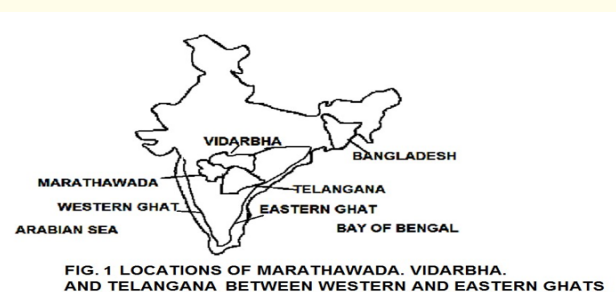 VIDARBHA
BANGLADESH
MARATHAWADA
TELANGANA
WESTERN GHAT
EASTERN GHAT
ARABIAN SEA
BAY OF BENGAL
FIG. 1 LOCATIONS OF MARATHAWADA. VIDARBHA.
AND TELANGANA BETWEEN WESTERN AND EASTERN GHATS